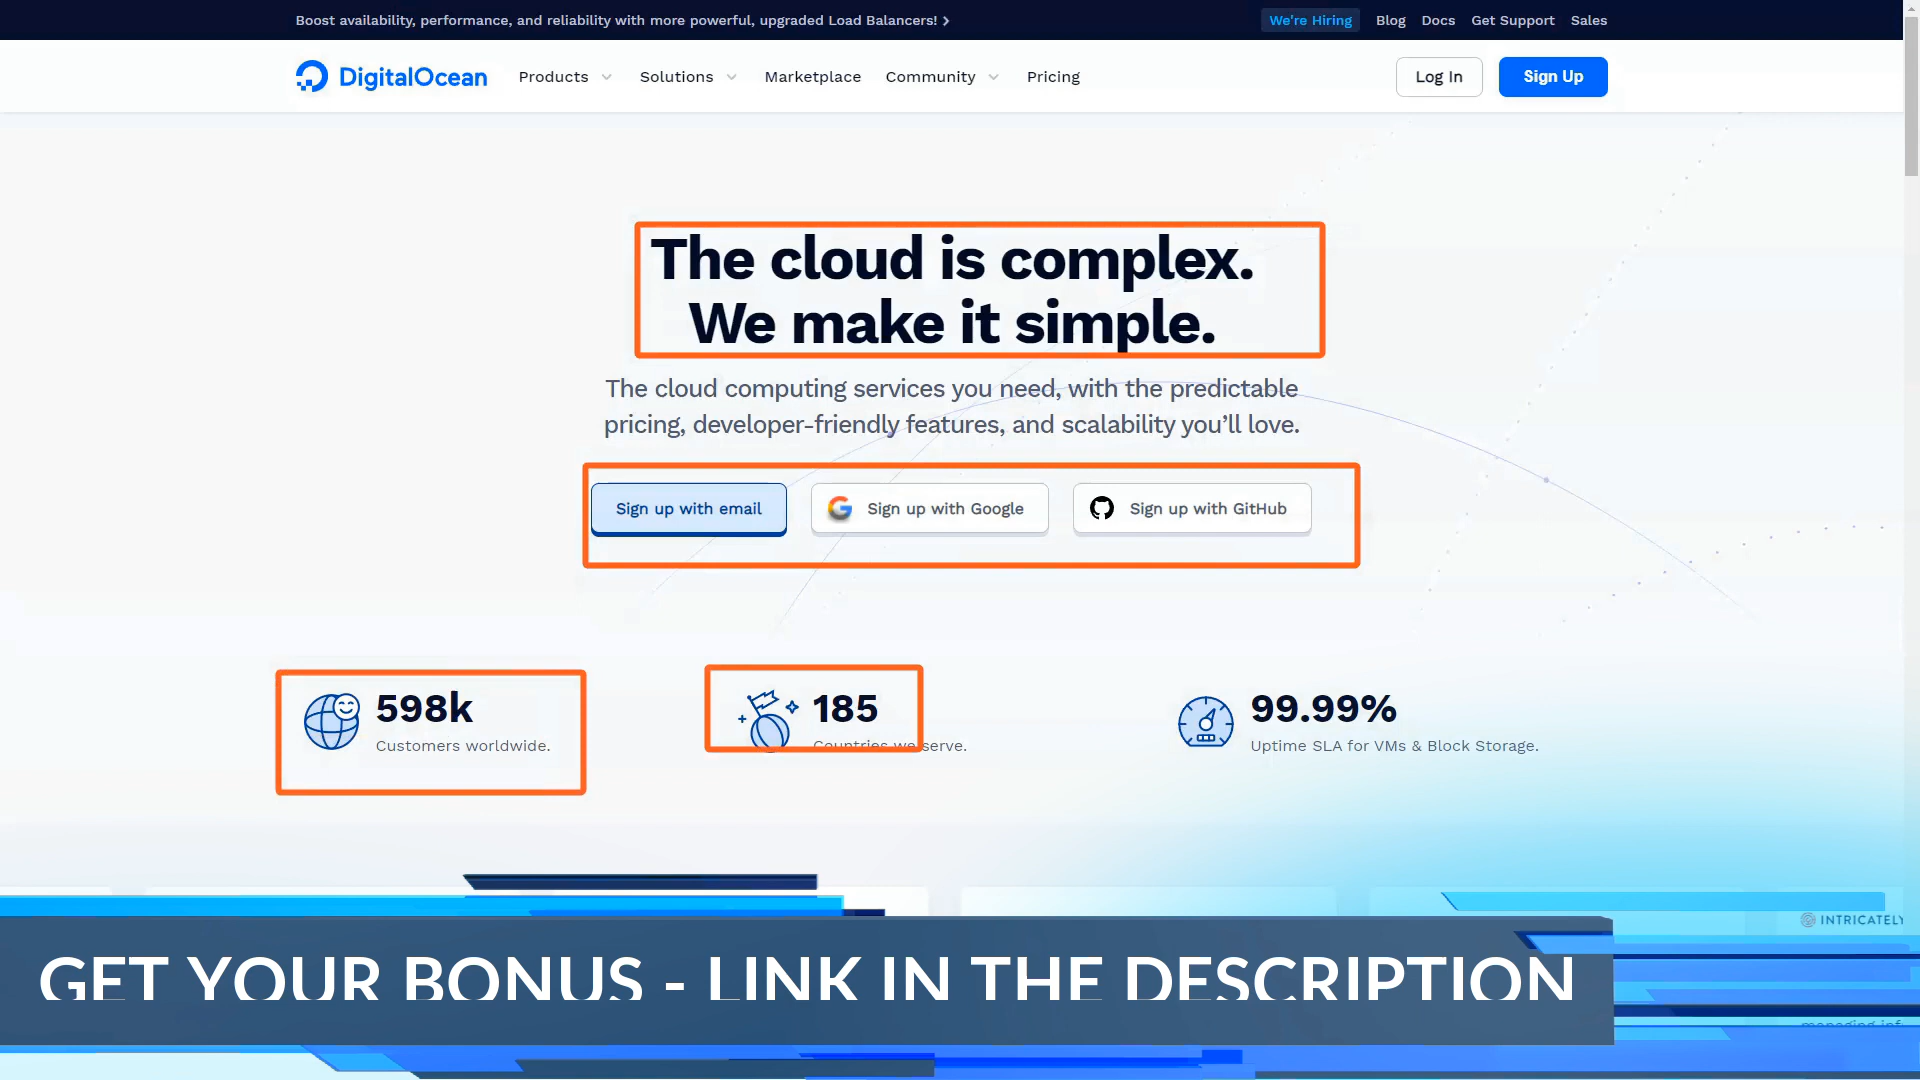 Boost availability, performance, and reliability with more powerful, upgraded Load Balancers!
We're Hiring Blog Docs Get Support Sales
DigitalOcean Products Solutions Marketplace Community Pricing Log In Sign Up
The cloud is complex.
We make it simple.
The cloud computing services you need, with the predictable
pricing, developer-friendly features, and scalability you’ll love.
Sign up with email Sign up with Google Sign up with GitHub
598k
Customers worldwide.
185
Countries we serve.
99.99%
Uptime SLA for VMs & Block Storage.
INTRICATELY
GET YOUR BONUS - LINK IN THE DESCRIPTION